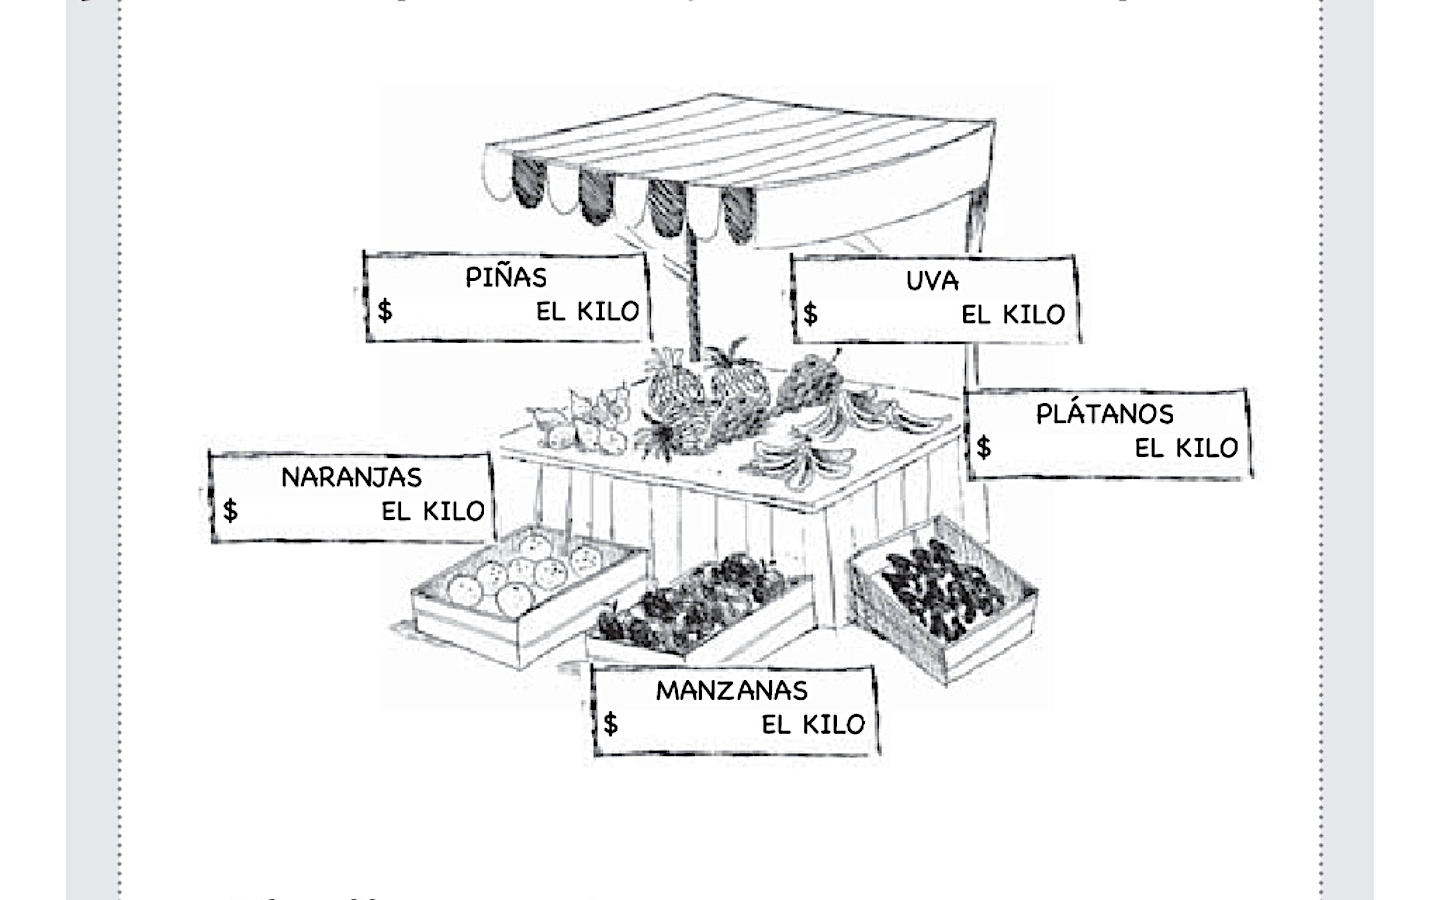 PIÑAS
$ EL KILO
UVA
$ EL KILO
PLÁTANOS
$ EL KILO
NARANJAS
$ EL KILO
MANZANAS
$ EL KILO